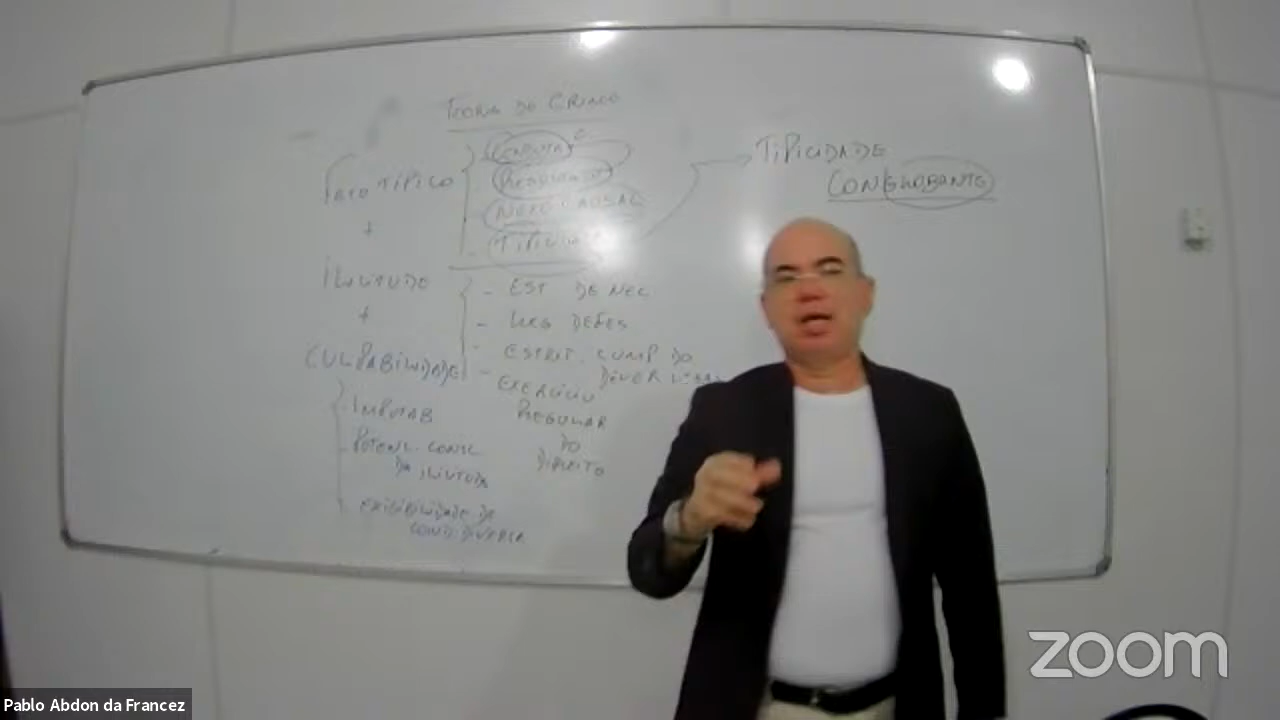 TEORIA DO CRIME
FATO TÍPICO
CONDUTA
RESULTADO
NEXO CAUSAL
+
ILICITUDE
- EST DE NEC
- LEG DEFES
- ESTRIT. CUMP DO
DEVER LEGAL
- EXERCÍCIO
REGULAR
DO
DIREITO
+
CULPABILIDADE
- IMPUTAB
- POTENC. CONSC
DA ILICITUDE
- EXIGIBILIDADE DE
COND. DIVERSA
TIPICIDADE
CONGLOBANTE
zoom
Pablo Abdon da Francez